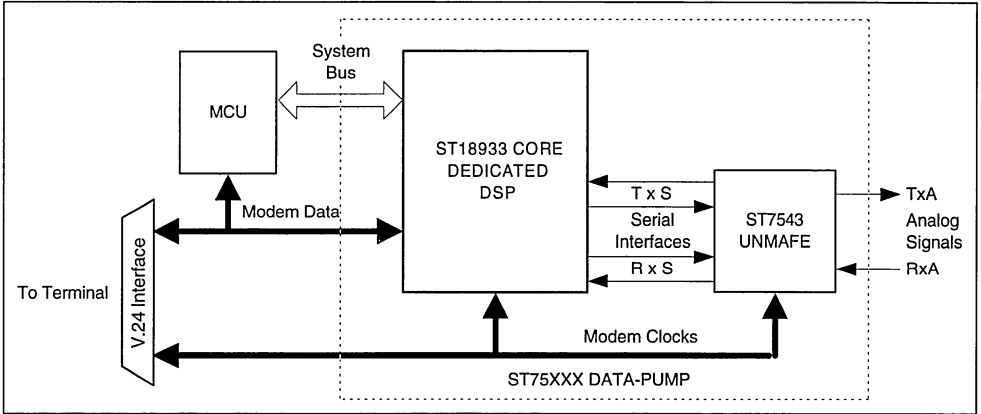 System
Bus
MCU
ST18933 CORE
DEDICATED
DSP
T x S
Serial
Interfaces
R x S
ST7543
UNMAFE
TxA
Analog
Signals
RxA
Modem Data
To Terminal
V.24 Interface
Modem Clocks
ST75XXX DATA-PUMP